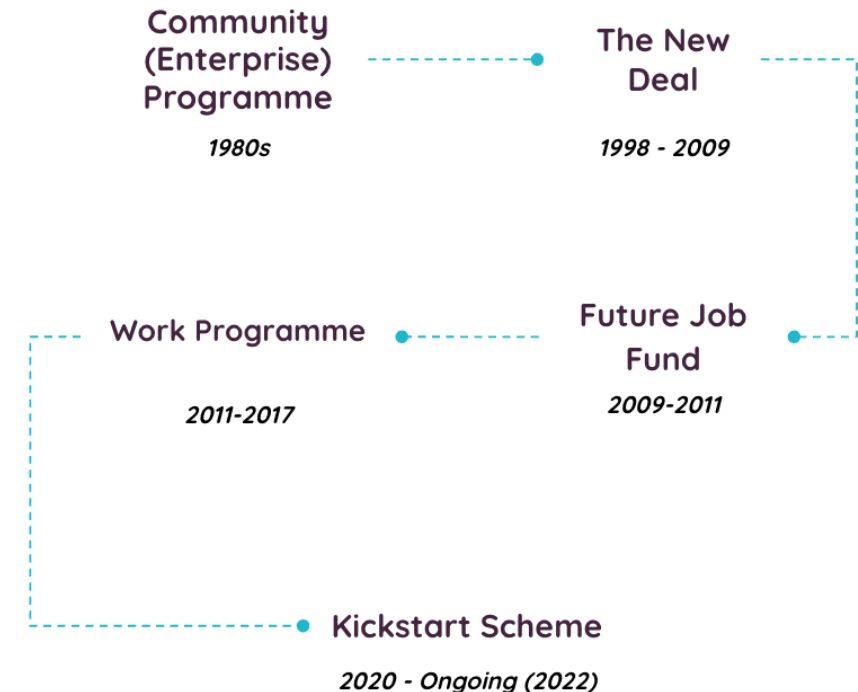 Community
(Enterprise)
Programme
1980s
The New
Deal
1998 - 2009
Future Job
Fund
2009-2011
Work Programme
2011-2017
Kickstart Scheme
2020 - Ongoing (2022)